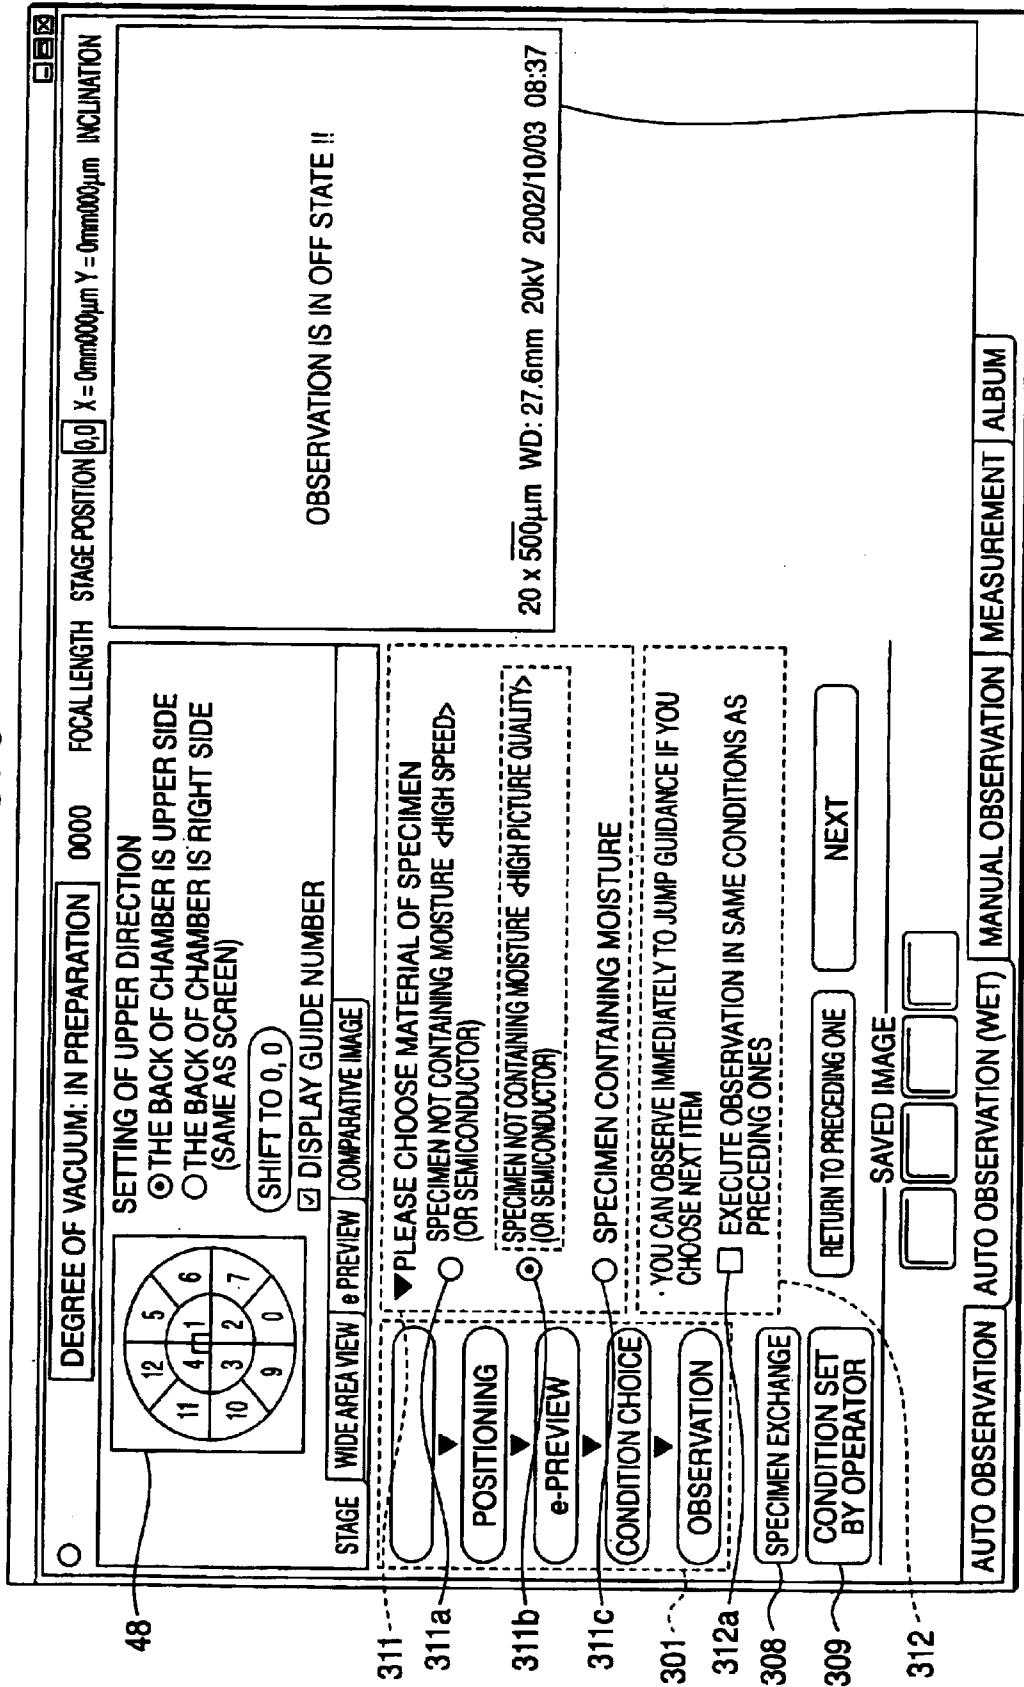 DEGREE OF VACUUM: IN PREPARATION 0000 FOCAL LENGTH STAGE POSITION 0,0 X = 0mm000μm Y = 0mm000μm INCLINATION
48
12 5
11 4 1 6
10 3 2 7
9 0
SETTING OF UPPER DIRECTION
THE BACK OF CHAMBER IS UPPER SIDE
THE BACK OF CHAMBER IS RIGHT SIDE
(SAME AS SCREEN)
SHIFT TO 0, 0
DISPLAY GUIDE NUMBER
STAGE WIDE AREA VIEW e PREVIEW COMPARATIVE IMAGE
OBSERVATION IS IN OFF STATE !!
20 x 500μm WD: 27.6mm 20kV 2002/10/03 08:37
311
311a
311b
311c
301
312a
308
309
312
POSITIONING
e-PREVIEW
CONDITION CHOICE
OBSERVATION
▼PLEASE CHOOSE MATERIAL OF SPECIMEN
SPECIMEN NOT CONTAINING MOISTURE <HIGH SPEED>
(OR SEMICONDUCTOR)
SPECIMEN NOT CONTAINING MOISTURE <HIGH PICTURE QUALITY>
(OR SEMICONDUCTOR)
SPECIMEN CONTAINING MOISTURE
YOU CAN OBSERVE IMMEDIATELY TO JUMP GUIDANCE IF YOU
CHOOSE NEXT ITEM
EXECUTE OBSERVATION IN SAME CONDITIONS AS
PRECEDING ONES
SPECIMEN EXCHANGE
CONDITION SET
BY OPERATOR
RETURN TO PRECEDING ONE
NEXT
SAVED IMAGE
AUTO OBSERVATION AUTO OBSERVATION (WET) MANUAL OBSERVATION MEASUREMENT ALBUM